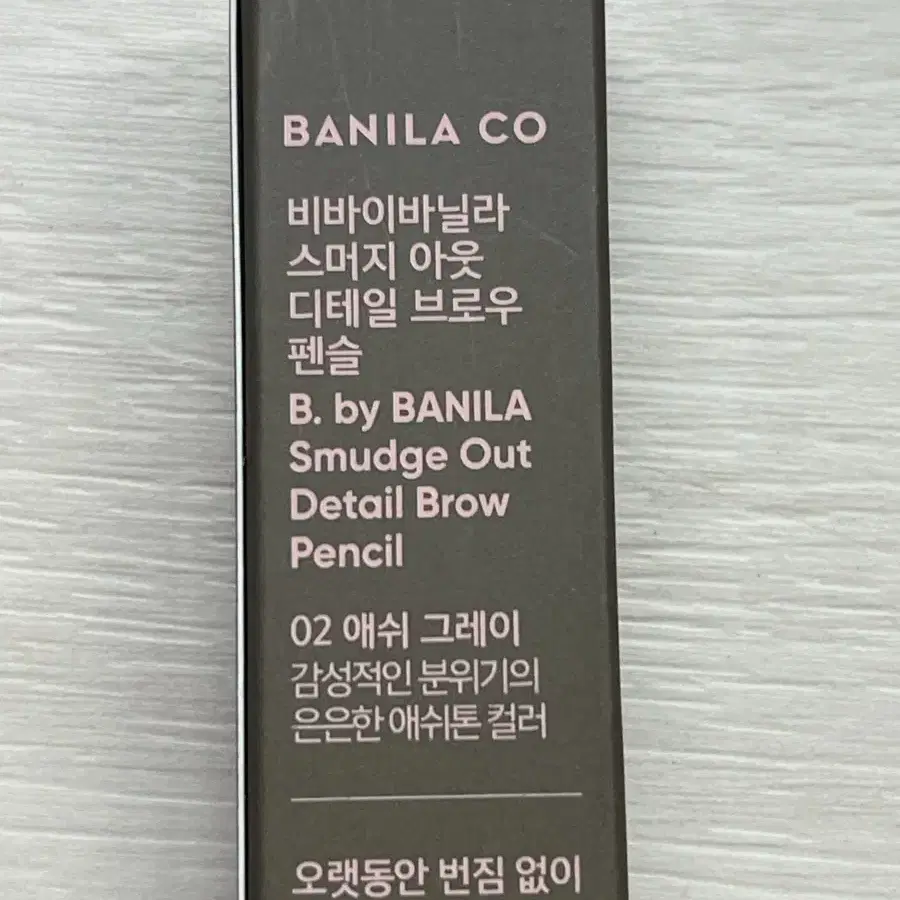 BANILA CO
비바이바닐라
스머지 아웃
디테일 브로우
펜슬
B. by BANILA
Smudge Out
Detail Brow
Pencil
02 애쉬 그레이
감성적인 분위기의
은은한 애쉬톤 컬러
오랫동안 번짐 없이